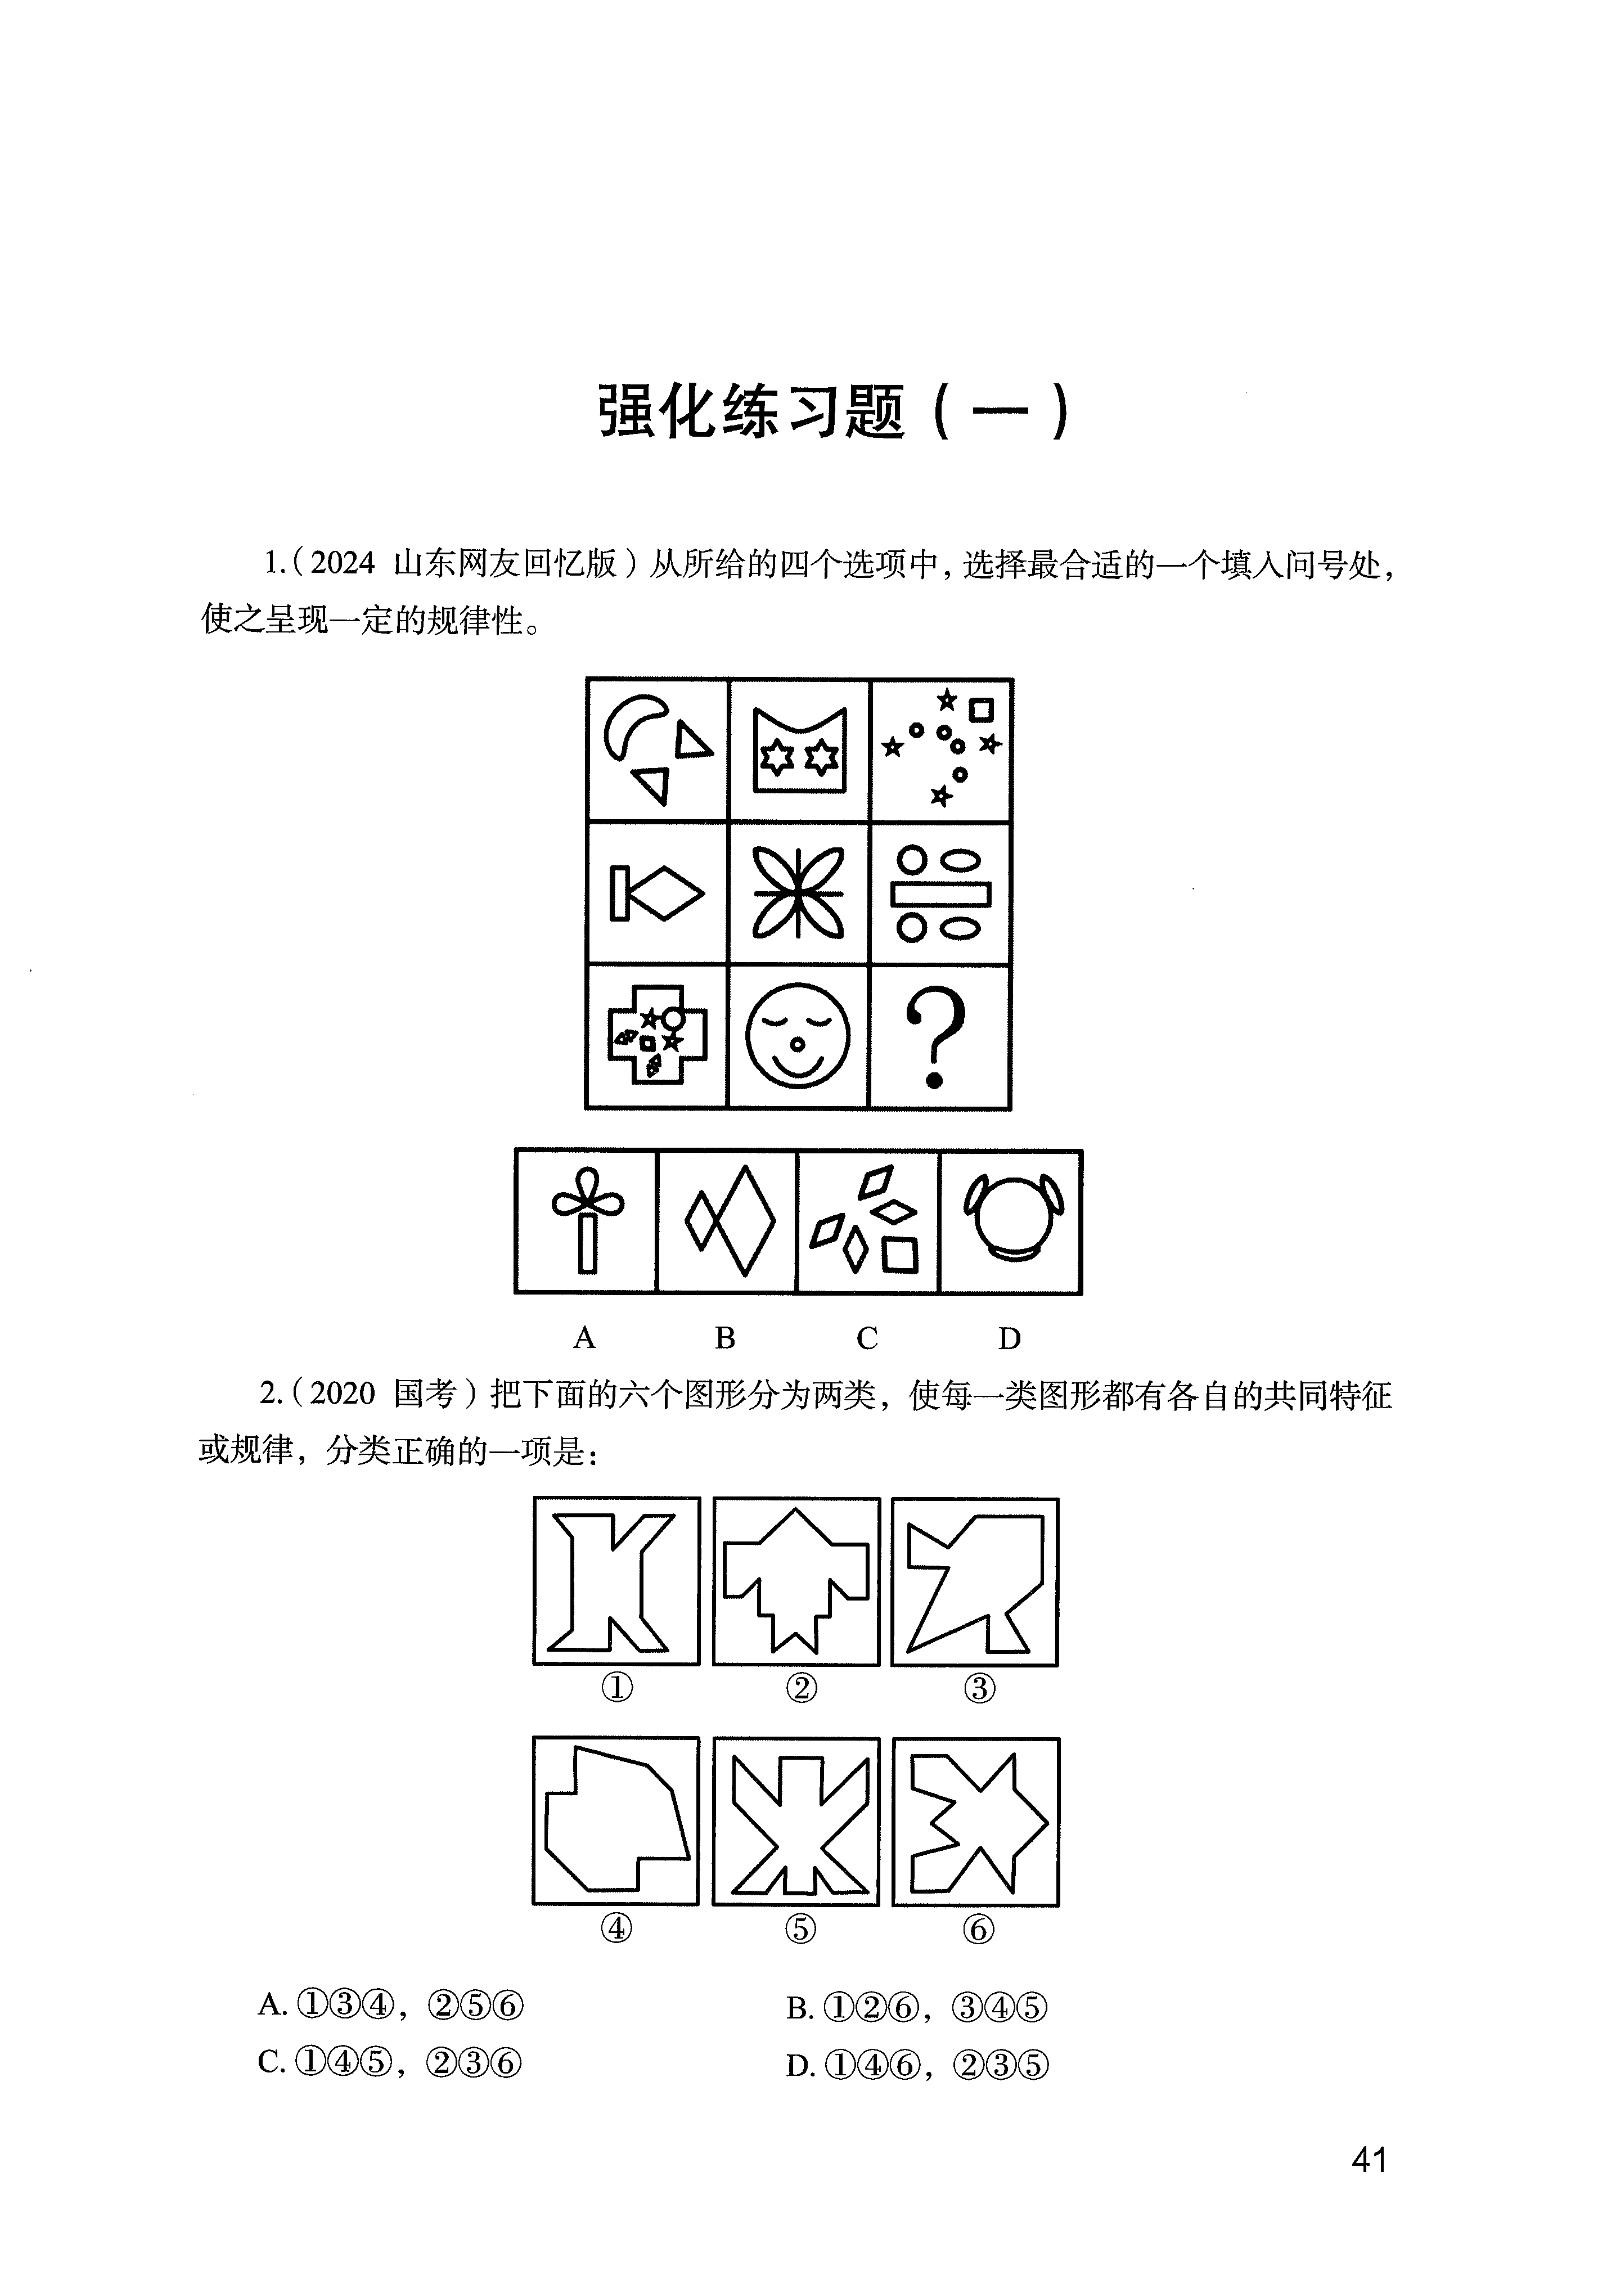 强化练习题（一）
1.（2024 山东网友回忆版）从所给的四个选项中，选择最合适的一个填入问号处，
使之呈现一定的规律性。
?
A B C D
2.（2020 国考）把下面的六个图形分为两类，使每一类图形都有各自的共同特征
或规律，分类正确的一项是：
① ② ③
④ ⑤ ⑥
A. ①③④，②⑤⑥ B. ①②⑥，③④⑤
C. ①④⑤，②③⑥ D. ①④⑥，②③⑤
41